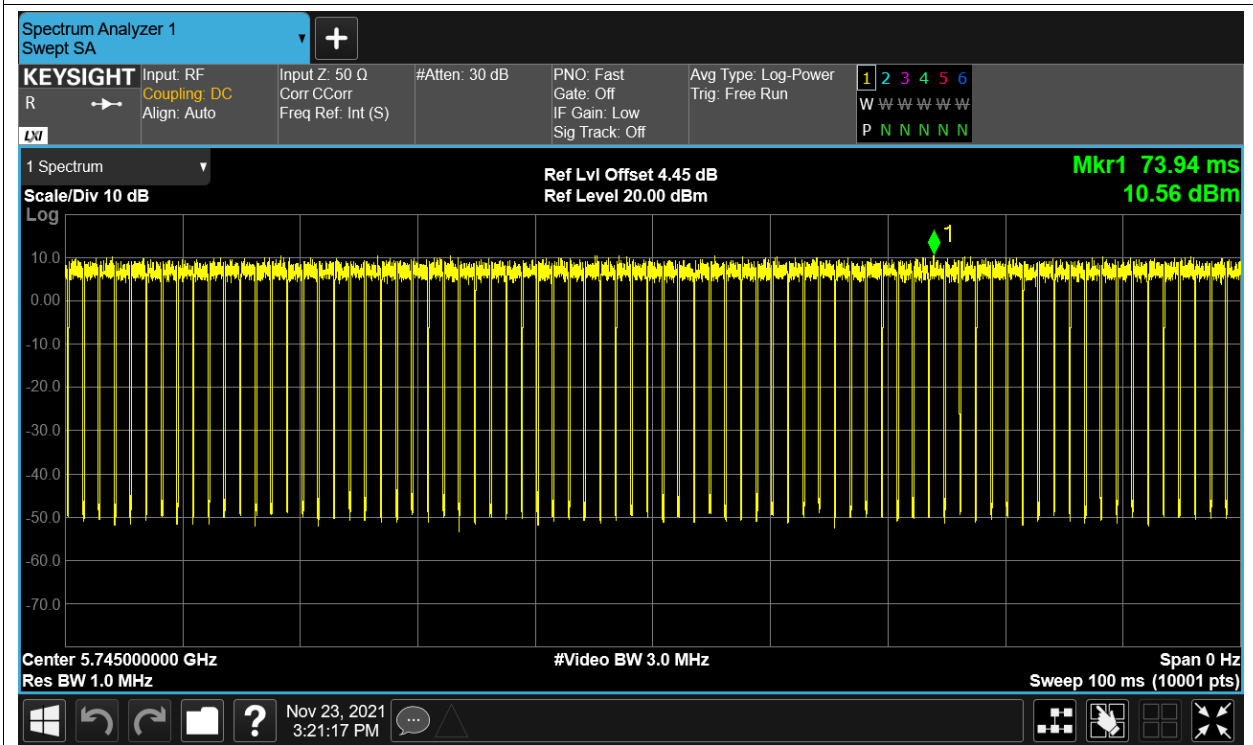 Spectrum Analyzer 1
Swept SA
KEYSIGHT
R
LXI
Input: RF
Coupling: DC
Align: Auto
Input Z: 50 Ω
Corr CCorr
Freq Ref: Int (S)
#Atten: 30 dB
PNO: Fast
Gate: Off
IF Gain: Low
Sig Track: Off
Avg Type: Log-Power
Trig: Free Run
1 2 3 4 5 6
W W W W W W
P N N N N N
1 Spectrum
Scale/Div 10 dB
Ref Lvl Offset 4.45 dB
Ref Level 20.00 dBm
Mkr1 73.94 ms
10.56 dBm
Log
1
10.0
0.00
-10.0
-20.0
-30.0
-40.0
-50.0
-60.0
-70.0
Center 5.745000000 GHz
#Video BW 3.0 MHz
Span 0 Hz
Res BW 1.0 MHz
Sweep 100 ms (10001 pts)
?
Nov 23, 2021
3:21:17 PM